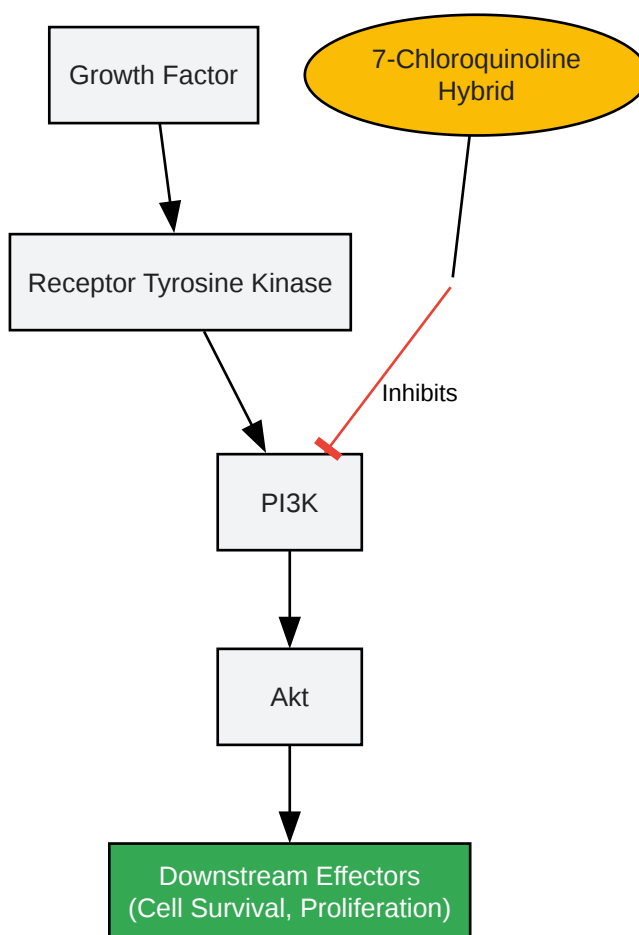 Growth Factor
7-Chloroquinoline
Hybrid
Receptor Tyrosine Kinase
Inhibits
PI3K
Akt
Downstream Effectors
(Cell Survival, Proliferation)